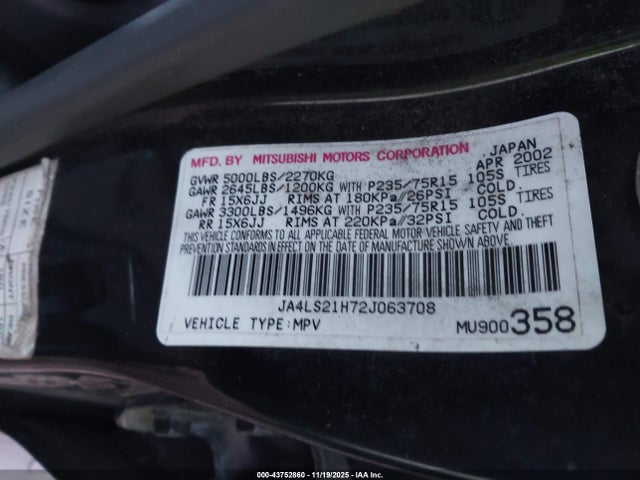 MFD. BY MITSUBISHI MOTORS CORPORATION JAPAN
GVWR 5000LBS/2270KG APR 2002
GAWR 2645LBS/1200KG WITH P235/75R15 105S TIRES
FR 15X6JJ RIMS AT 180KPa/26PSI COLD.
GAWR 3300LBS/1496KG WITH P235/75R15 105S TIRES
RR 15X6JJ RIMS AT 220KPa/32PSI COLD.
THIS VEHICLE CONFORMS TO ALL APPLICABLE FEDERAL MOTOR VEHICLE SAFETY AND THEFT
PREVENTION STANDARDS IN EFFECT ON THE DATE OF MANUFACTURE SHOWN ABOVE.
JA4LS21H72J063708
VEHICLE TYPE:MPV MU900358
SIZE
000-43752860 - 11/19/2025 - IAA Inc.